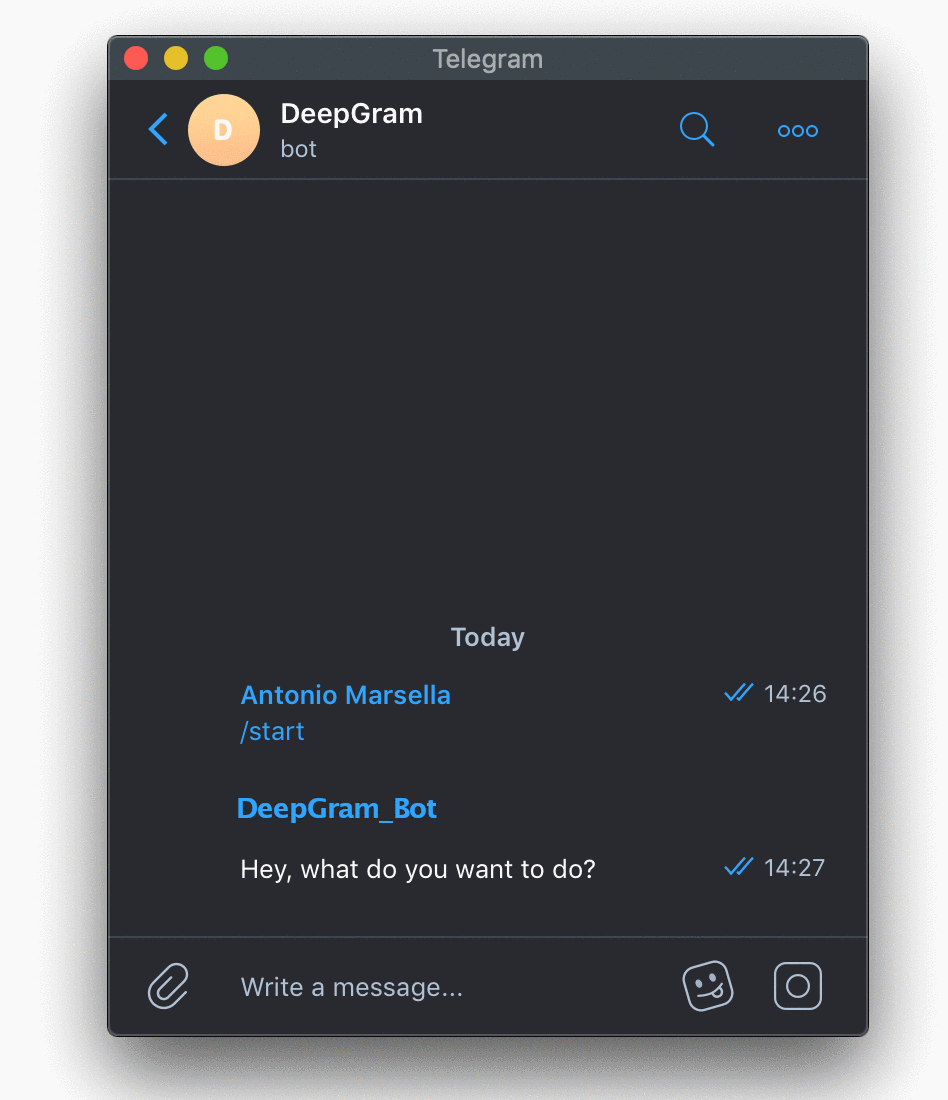 Telegram
D
DeepGram
bot
Today
Antonio Marsella
14:26
/start
DeepGram_Bot
Hey, what do you want to do?
14:27
Write a message...